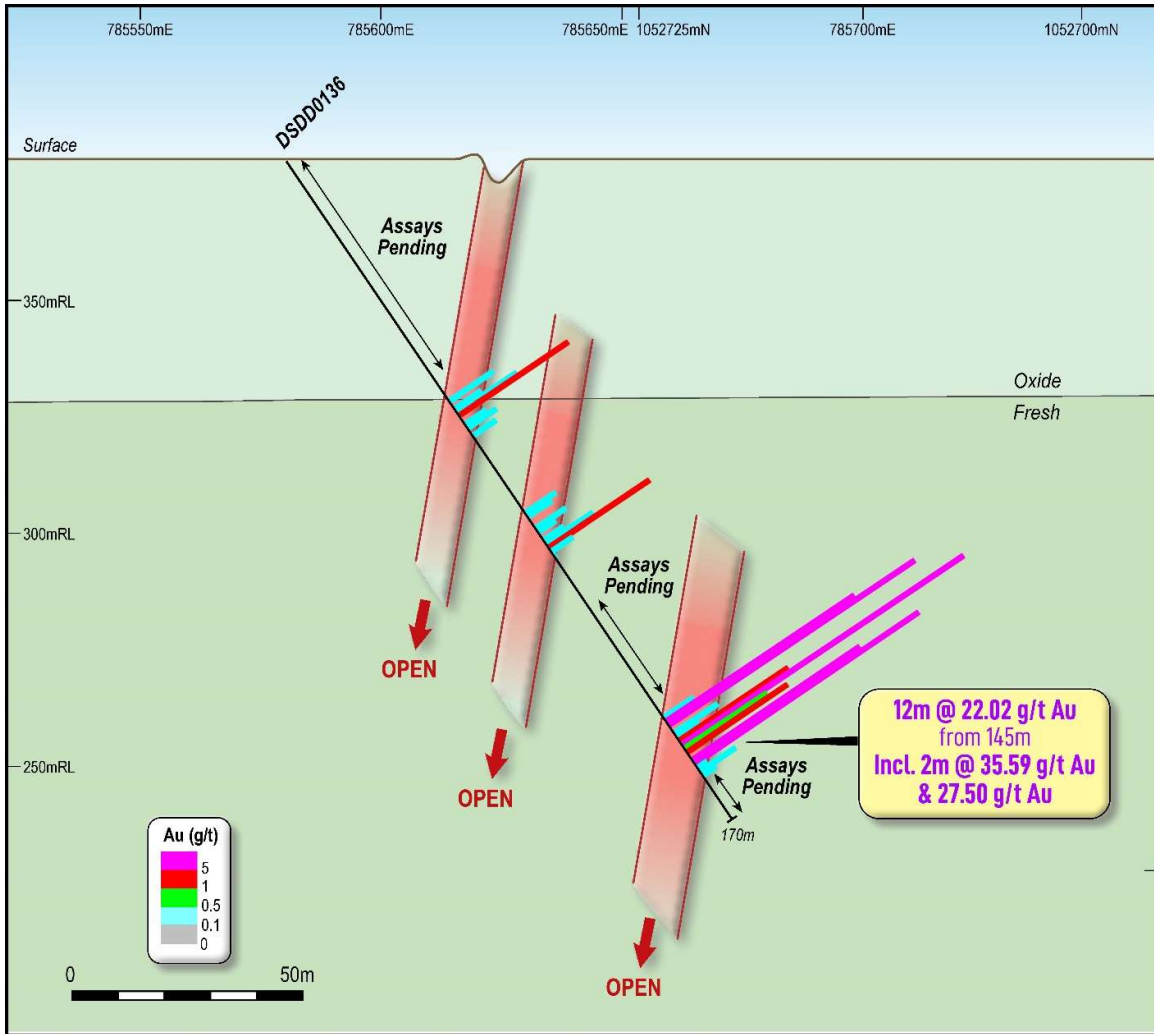 785550mE
785600mE
785650mE
1052725mN
785700mE
1052700mN
DSDD0136
Surface
Assays
Pending
350mRL
Oxide
Fresh
300mRL
Assays
Pending
OPEN
12m @ 22.02 g/t Au
from 145m
Incl. 2m @ 35.59 g/t Au
& 27.50 g/t Au
250mRL
Assays
Pending
OPEN
170m
Au (g/t)
5
1
0.5
0.1
0
0
50m
OPEN